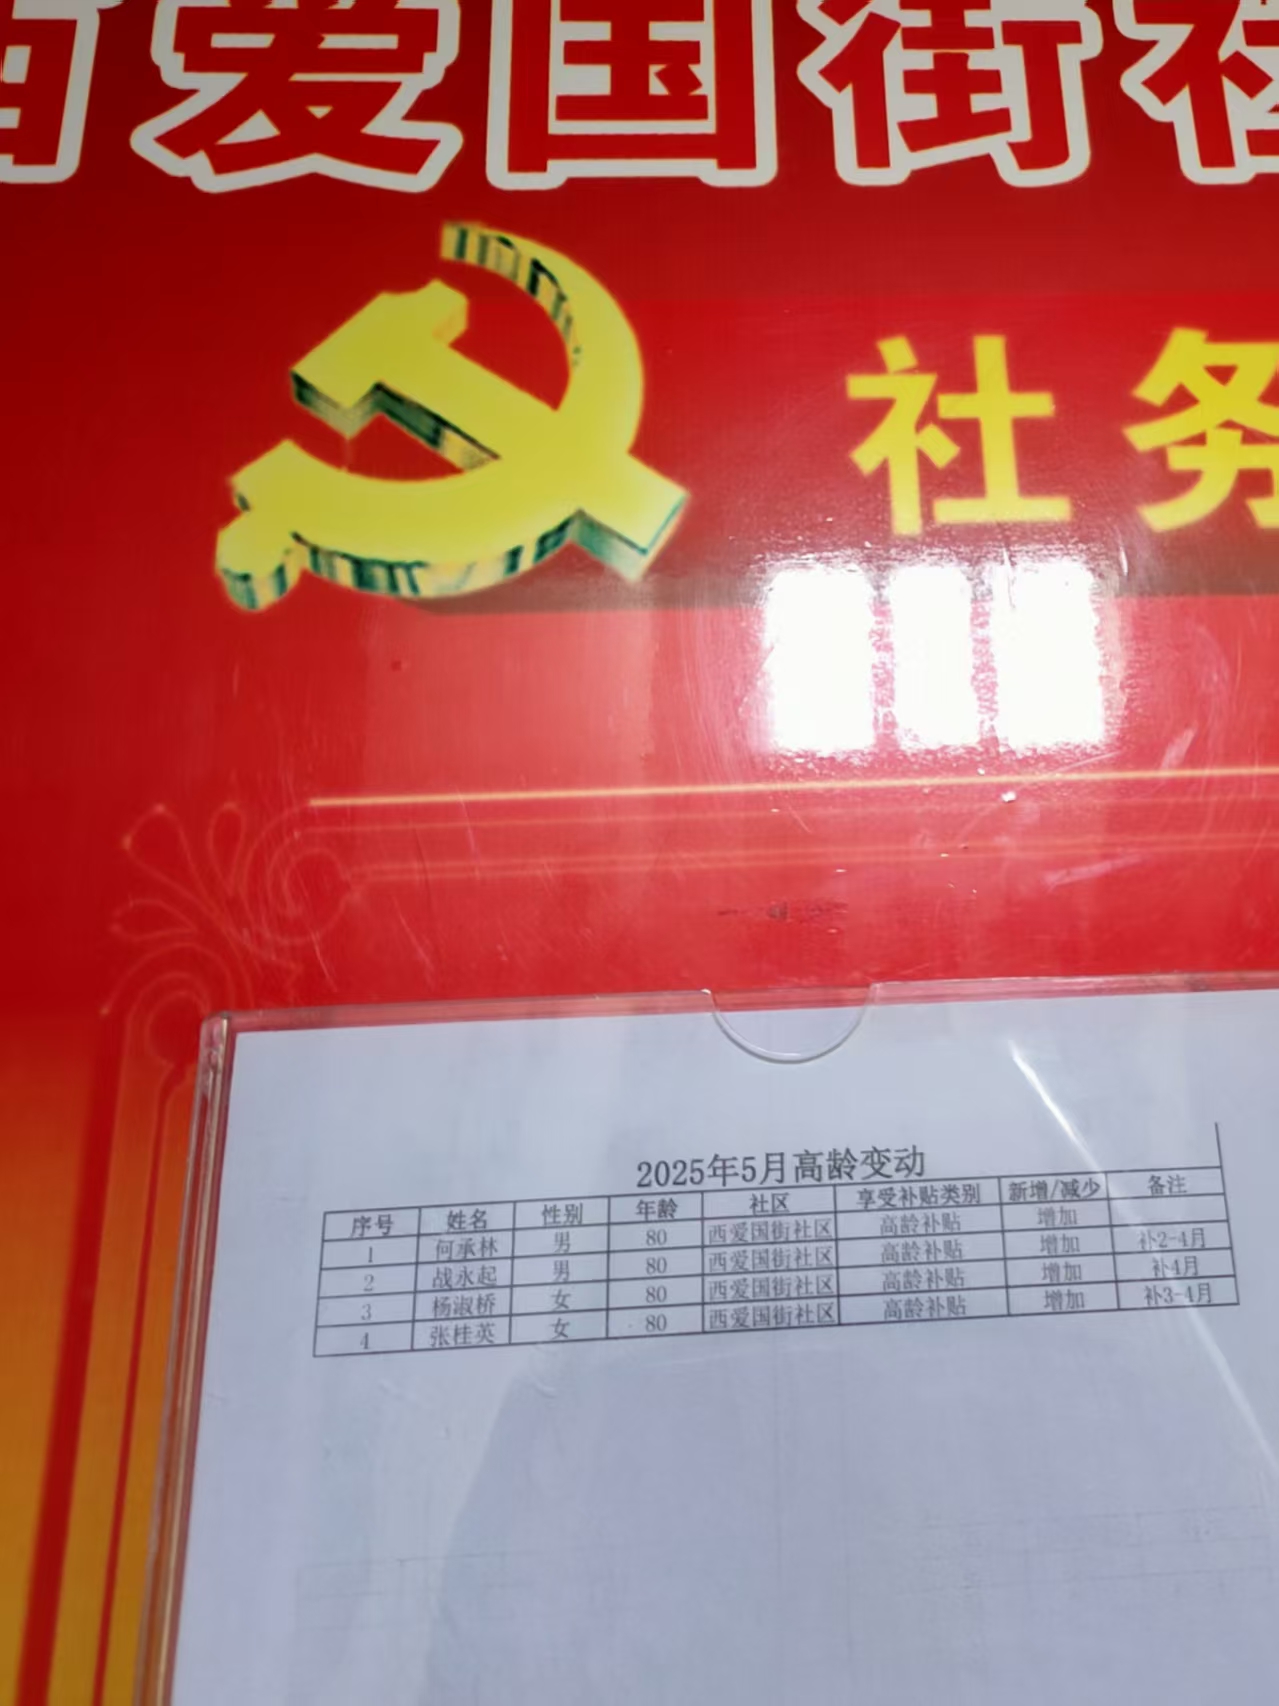 西爱国街社
社务
2025年5月高龄变动
序号 姓名 性别 年龄 社区 享受补贴类别 新增/减少 备注
1 何承林 男 80 西爱国街社区 高龄补贴 增加
2 战永起 男 80 西爱国街社区 高龄补贴 增加 补2-4月
3 杨淑桥 女 80 西爱国街社区 高龄补贴 增加 补4月
4 张桂英 女 80 西爱国街社区 高龄补贴 增加 补3-4月